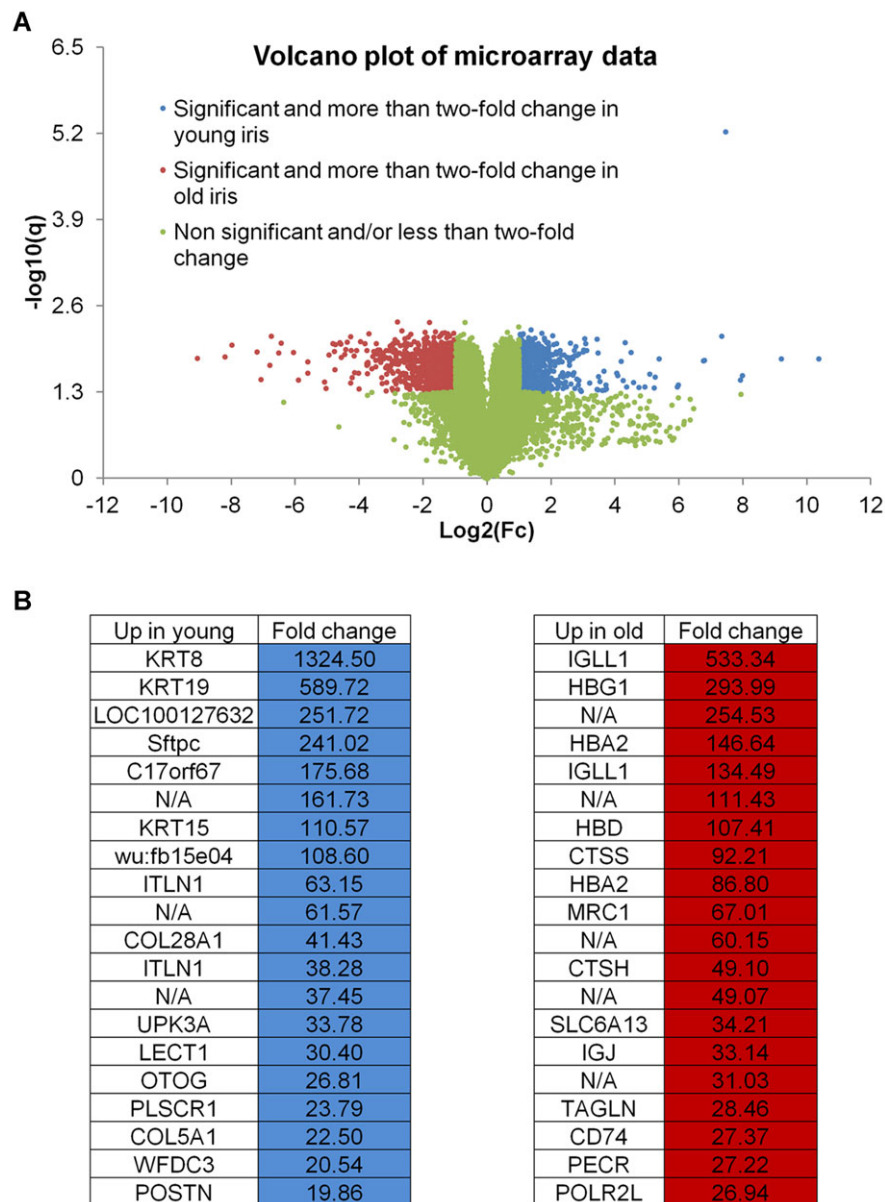 A
Volcano plot of microarray data
6.5
5.2
3.9
2.6
1.3
0
-log10(q)
Significant and more than two-fold change in
young iris
Significant and more than two-fold change in
old iris
Non significant and/or less than two-fold
change
-12 -10 -8 -6 -4 -2 0 2 4 6 8 10 12
Log2(Fc)
B
Up in young Fold change
KRT8 1324.50
KRT19 589.72
LOC100127632 251.72
Sftpc 241.02
C17orf67 175.68
N/A 161.73
KRT15 110.57
wu:fb15e04 108.60
ITLN1 63.15
N/A 61.57
COL28A1 41.43
ITLN1 38.28
N/A 37.45
UPK3A 33.78
LECT1 30.40
OTOG 26.81
PLSCR1 23.79
COL5A1 22.50
WFDC3 20.54
POSTN 19.86
Up in old Fold change
IGLL1 533.34
HBG1 293.99
N/A 254.53
HBA2 146.64
IGLL1 134.49
N/A 111.43
HBD 107.41
CTSS 92.21
HBA2 86.80
MRC1 67.01
N/A 60.15
CTSH 49.10
N/A 49.07
SLC6A13 34.21
IGJ 33.14
N/A 31.03
TAGLN 28.46
CD74 27.37
PECR 27.22
POLR2L 26.94